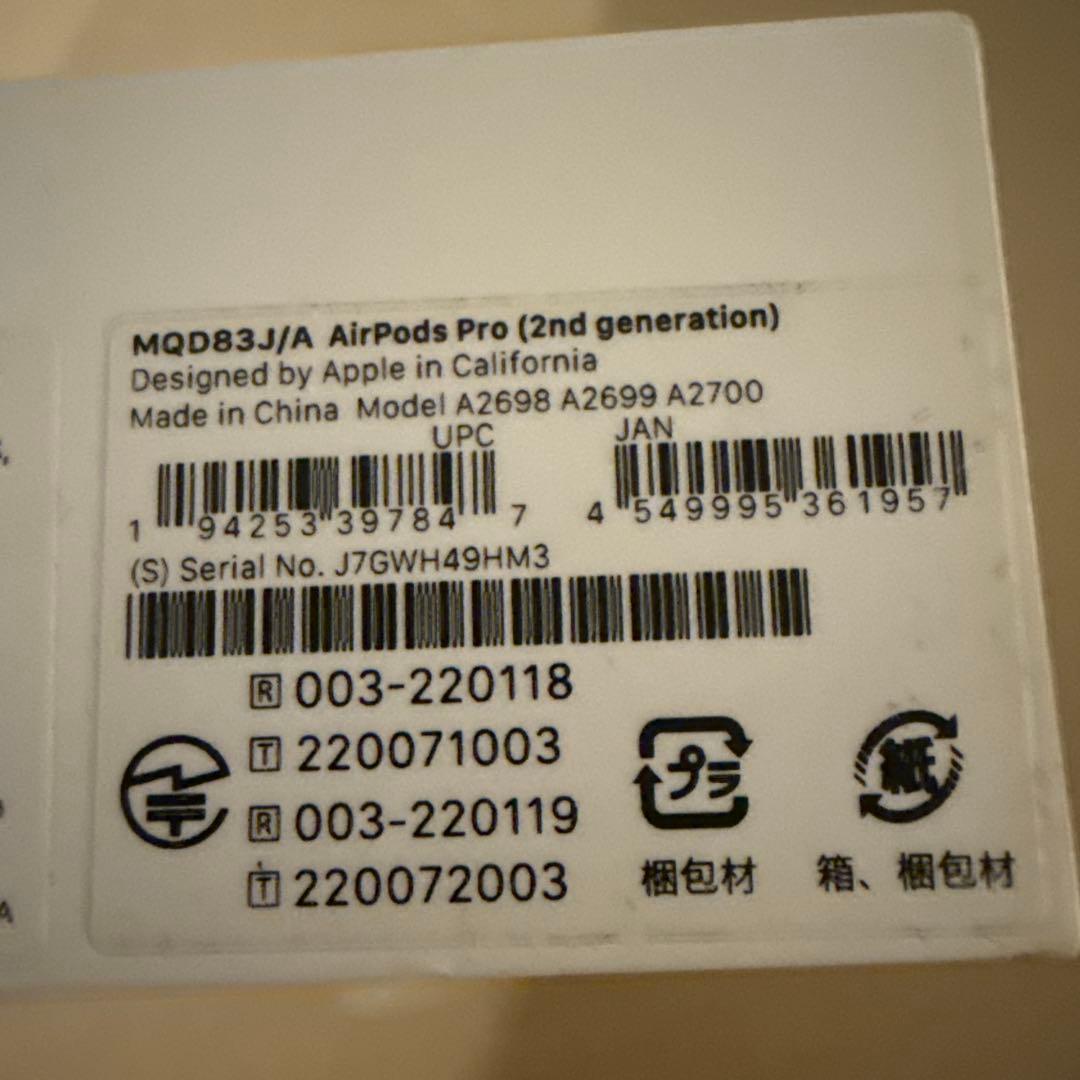 MQD83J/A AirPods Pro (2nd generation)
Designed by Apple in California
Made in China Model A2698 A2699 A2700
UPC JAN
1 94253 39784 7 4 549995 361957
(S) Serial No. J7GWH49HM3
R 003-220118
T 220071003
R 003-220119
T 220072003
プラ 紙
梱包材 箱、梱包材